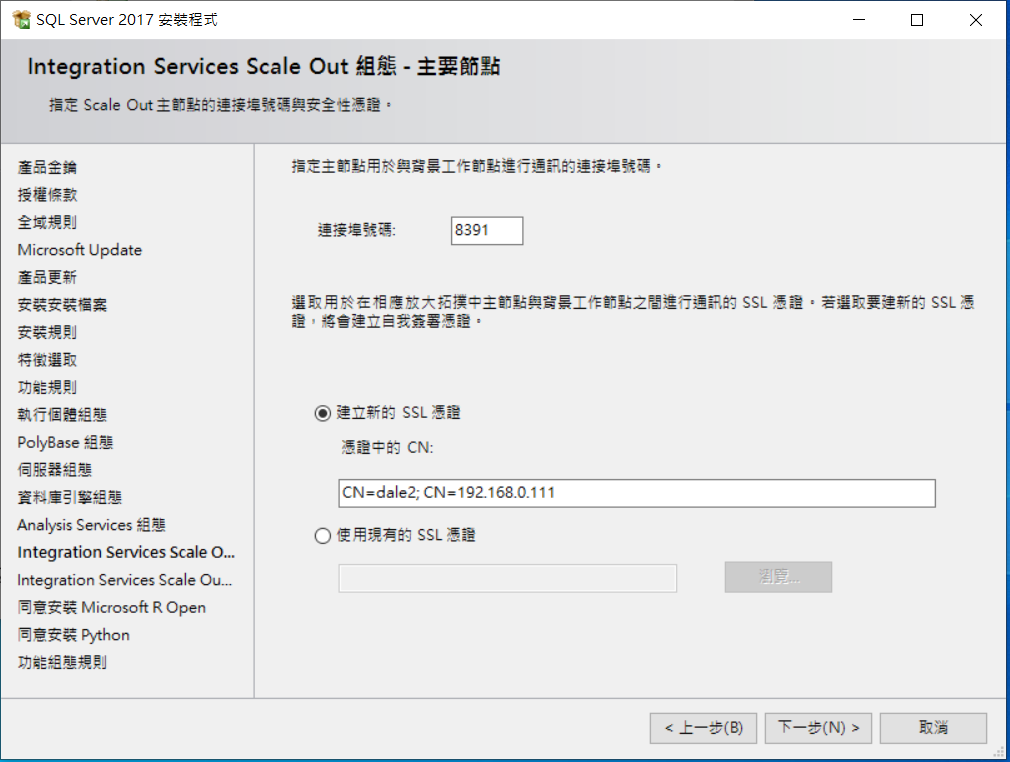 SQL Server 2017 安裝程式
Integration Services Scale Out 組態 - 主要節點
指定 Scale Out 主節點的連接埠號碼與安全性憑證。
產品金鑰
授權條款
全域規則
Microsoft Update
產品更新
安裝安裝檔案
安裝規則
特徵選取
功能規則
執行個體組態
PolyBase 組態
伺服器組態
資料庫引擎組態
Analysis Services 組態
Integration Services Scale O...
Integration Services Scale Ou...
同意安裝 Microsoft R Open
同意安裝 Python
功能組態規則
指定主節點用於與背景工作節點進行通訊的連接埠號碼。
連接埠號碼:
8391
選取用於在相應放大拓撲中主節點與背景工作節點之間進行通訊的 SSL 憑證。若選取要建新的 SSL 憑
證，將會建立自我簽署憑證。
建立新的 SSL 憑證
憑證中的 CN:
CN=dale2; CN=192.168.0.111
使用現有的 SSL 憑證
瀏覽...
< 上一步(B)
下一步(N) >
取消